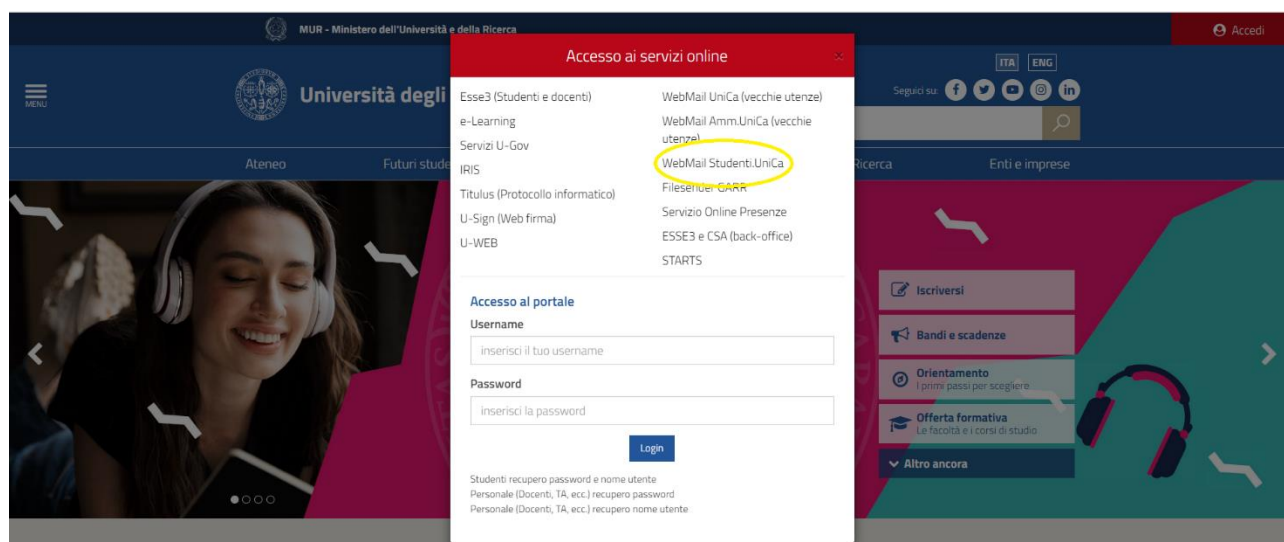 MUR - Ministero dell'Università e della Ricerca
Accedi
Accesso ai servizi online
×
MENU
Università degli
ITA ENG
Seguici su:
Esse3 (Studenti e docenti)
e-Learning
Servizi U-Gov
IRIS
Titulus (Protocollo informatico)
U-Sign (Web firma)
U-WEB
WebMail UniCa (vecchie utenze)
WebMail Amm.UniCa (vecchie
utenze)
WebMail Studenti.UniCa
Filesender GARR
Servizio Online Presenze
ESSE3 e CSA (back-office)
STARTS
Ateneo
Futuri stude
Ricerca
Enti e imprese
Accesso al portale
Username
inserisci il tuo username
Password
inserisci la password
Login
Studenti recupero password e nome utente
Personale (Docenti, TA, ecc.) recupero password
Personale (Docenti, TA, ecc.) recupero nome utente
Iscriversi
Bandi e scadenze
Orientamento
I primi passi per scegliere
Offerta formativa
Le facoltà e i corsi di studio
Altro ancora